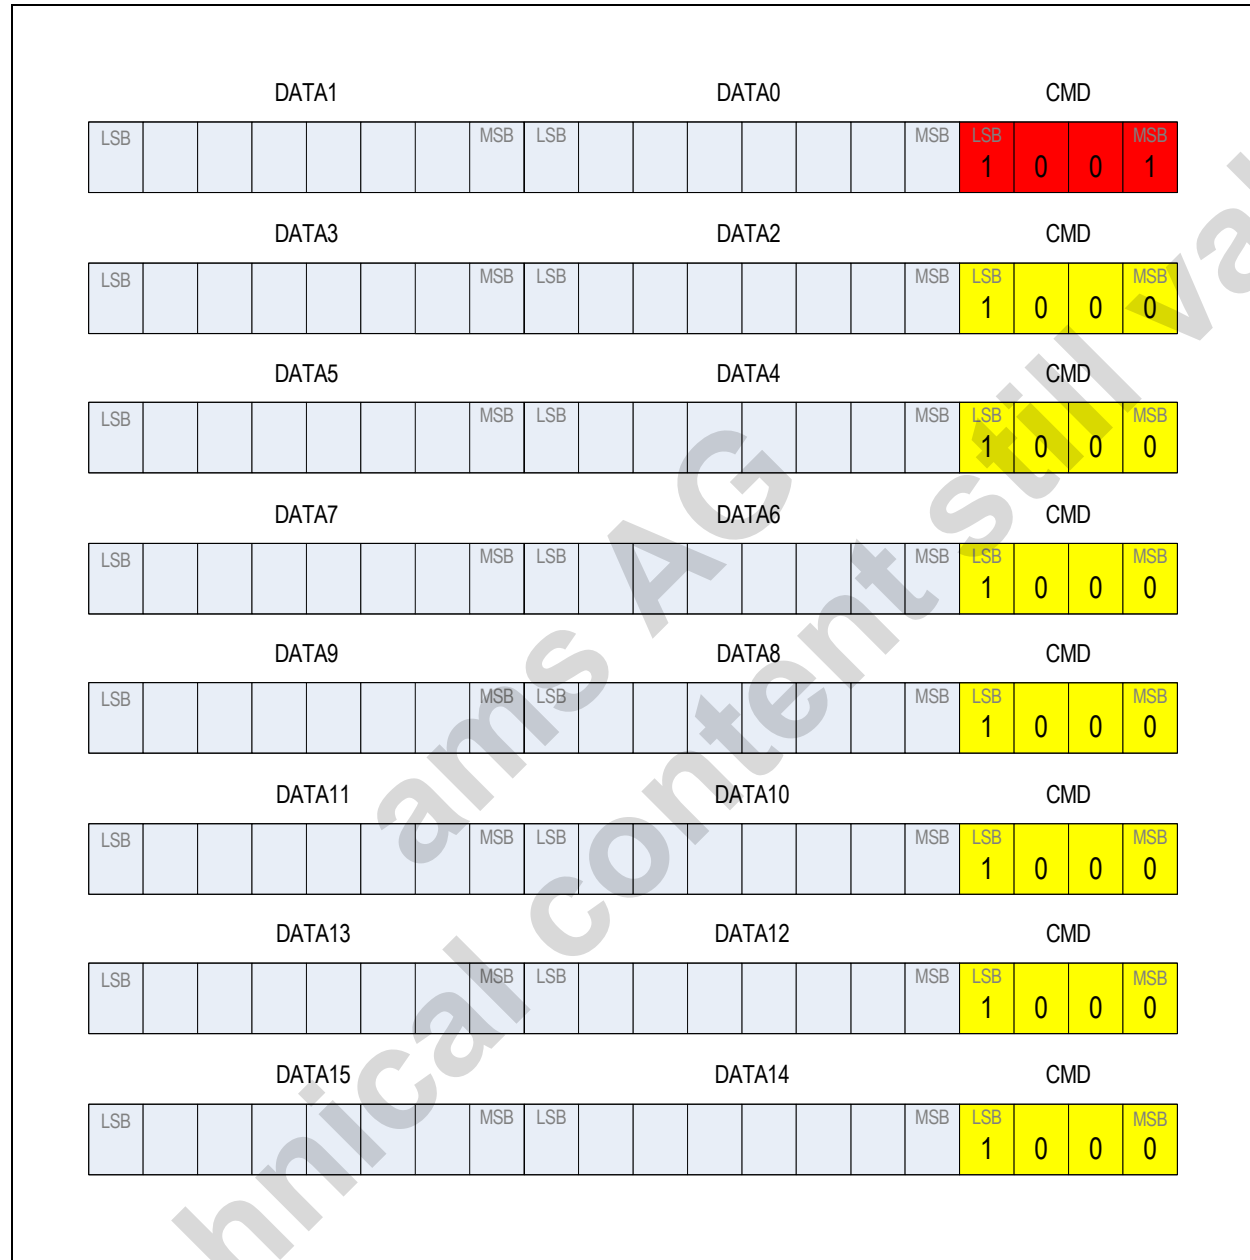 DATA1 DATA0 CMD
LSB MSB LSB MSB LSB MSB
1 0 0 1
DATA3 DATA2 CMD
LSB MSB LSB MSB LSB MSB
1 0 0 0
DATA5 DATA4 CMD
LSB MSB LSB MSB LSB MSB
1 0 0 0
DATA7 DATA6 CMD
LSB MSB LSB MSB LSB MSB
1 0 0 0
DATA9 DATA8 CMD
LSB MSB LSB MSB LSB MSB
1 0 0 0
DATA11 DATA10 CMD
LSB MSB LSB MSB LSB MSB
1 0 0 0
DATA13 DATA12 CMD
LSB MSB LSB MSB LSB MSB
1 0 0 0
DATA15 DATA14 CMD
LSB MSB LSB MSB LSB MSB
1 0 0 0
ams AG
hnical content still va